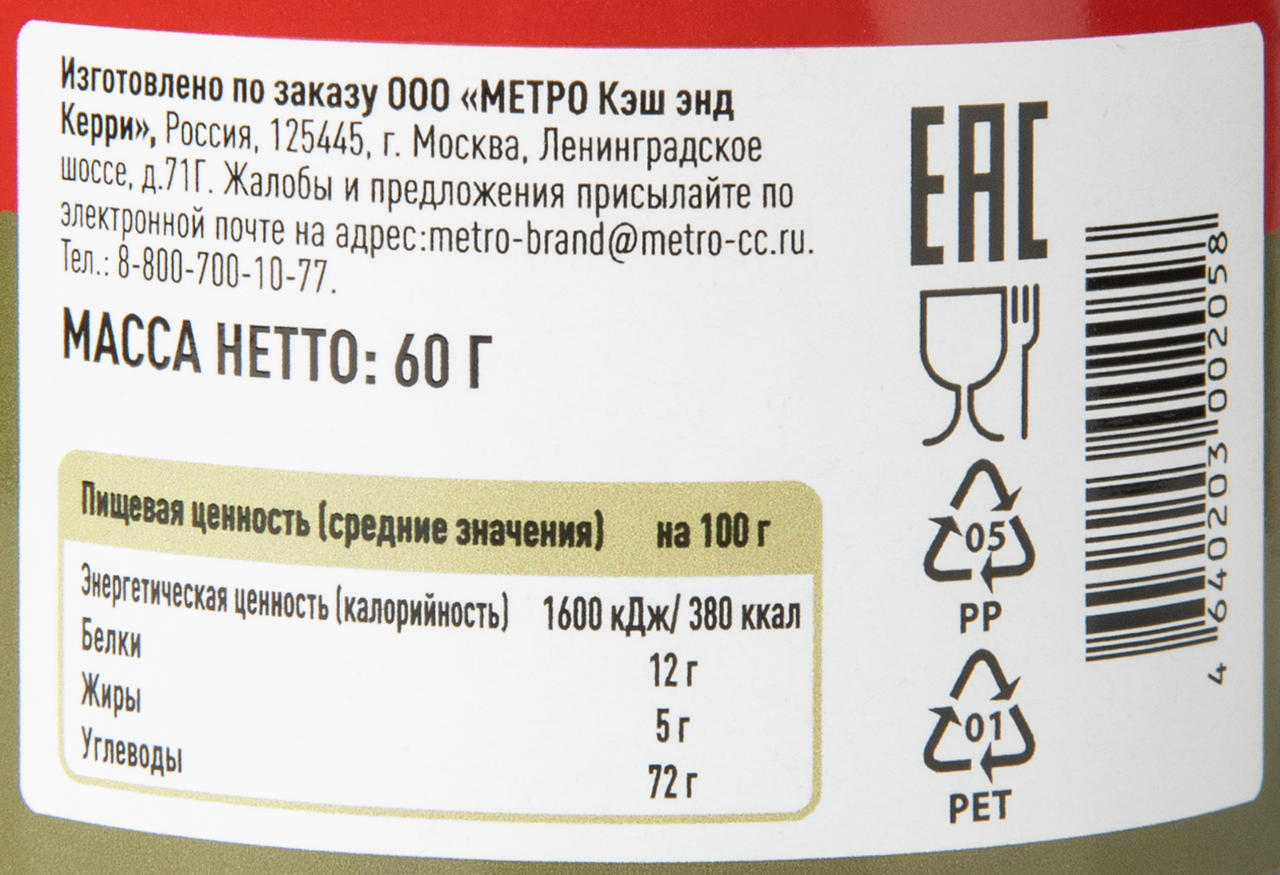 Изготовлено по заказу ООО «МЕТРО Кэш энд
Керри», Россия, 125445, г. Москва, Ленинградское
шоссе, д.71Г. Жалобы и предложения присылайте по
электронной почте на адрес:metro-brand@metro-cc.ru.
Тел.: 8-800-700-10-77.
МАССА НЕТТО: 60 Г
Пищевая ценность (средние значения) на 100 г
Энергетическая ценность (калорийность) 1600 кДж/ 380 ккал
Белки 12 г
Жиры 5 г
Углеводы 72 г
ЕАС
05
PP
01
PET
4 640203 002058